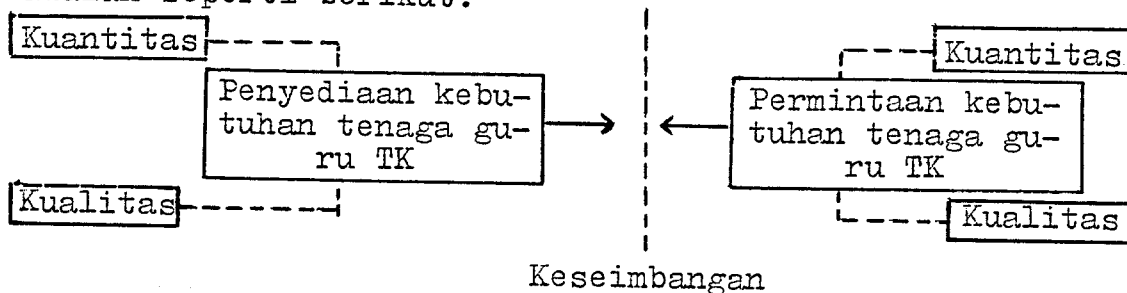 seperti berikut:
Kuantitas
Kuantitas
Penyediaan kebu-
tuhan tenaga gu-
ru TK
Permintaan kebu-
tuhan tenaga gu-
ru TK
Kualitas
Kualitas
Keseimbangan